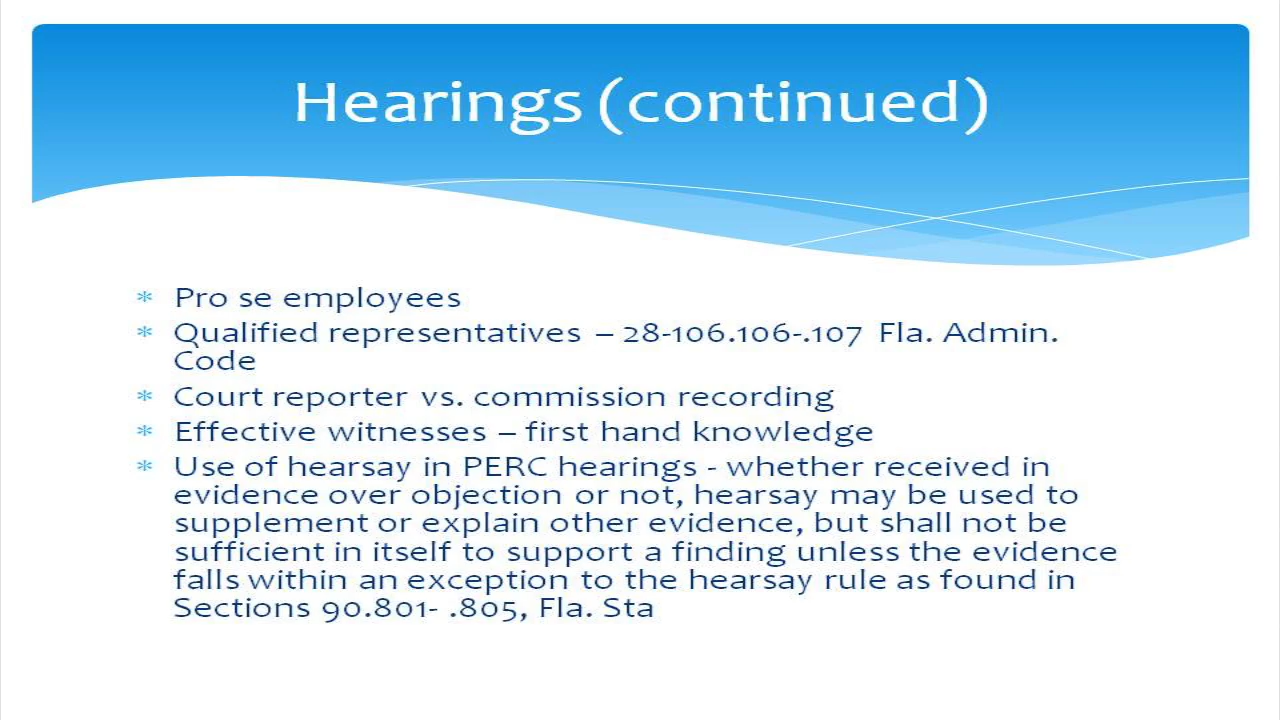 Hearings (continued)
* Pro se employees
* Qualified representatives – 28-106.106-.107 Fla. Admin.
Code
* Court reporter vs. commission recording
* Effective witnesses – first hand knowledge
* Use of hearsay in PERC hearings - whether received in
evidence over objection or not, hearsay may be used to
supplement or explain other evidence, but shall not be
sufficient in itself to support a finding unless the evidence
falls within an exception to the hearsay rule as found in
Sections 90.801- .805, Fla. Sta